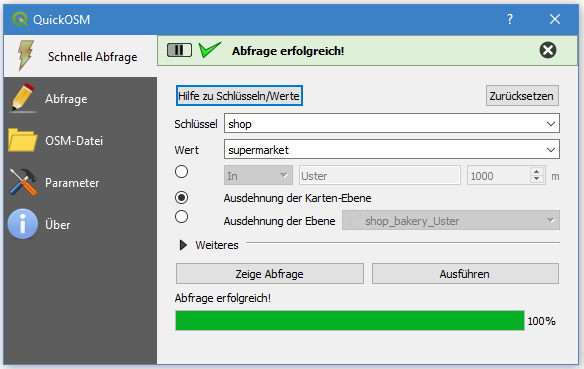 QuickOSM
Schnelle Abfrage
Abfrage
OSM-Datei
Parameter
Über
Abfrage erfolgreich!
Hilfe zu Schlüsseln/Werte
Zurücksetzen
Schlüssel shop
Wert supermarket
In Uster 1000 m
Ausdehnung der Karten-Ebene
Ausdehnung der Ebene shop_bakery_Uster
Weiteres
Zeige Abfrage Ausführen
Abfrage erfolgreich!
100%